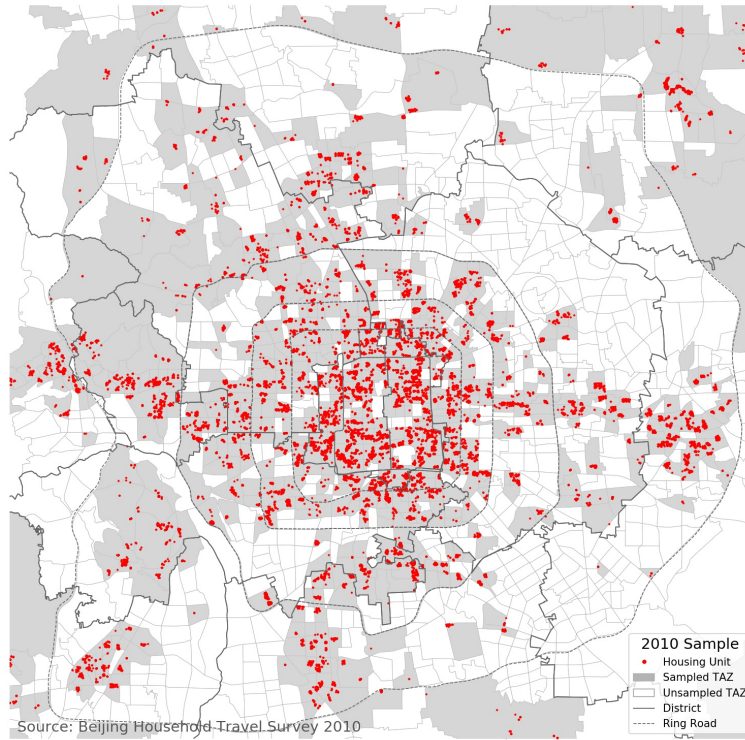 2010 Sample
Housing Unit
Sampled TAZ
Unsampled TAZ
District
Ring Road
Source: Beijing Household Travel Survey 2010